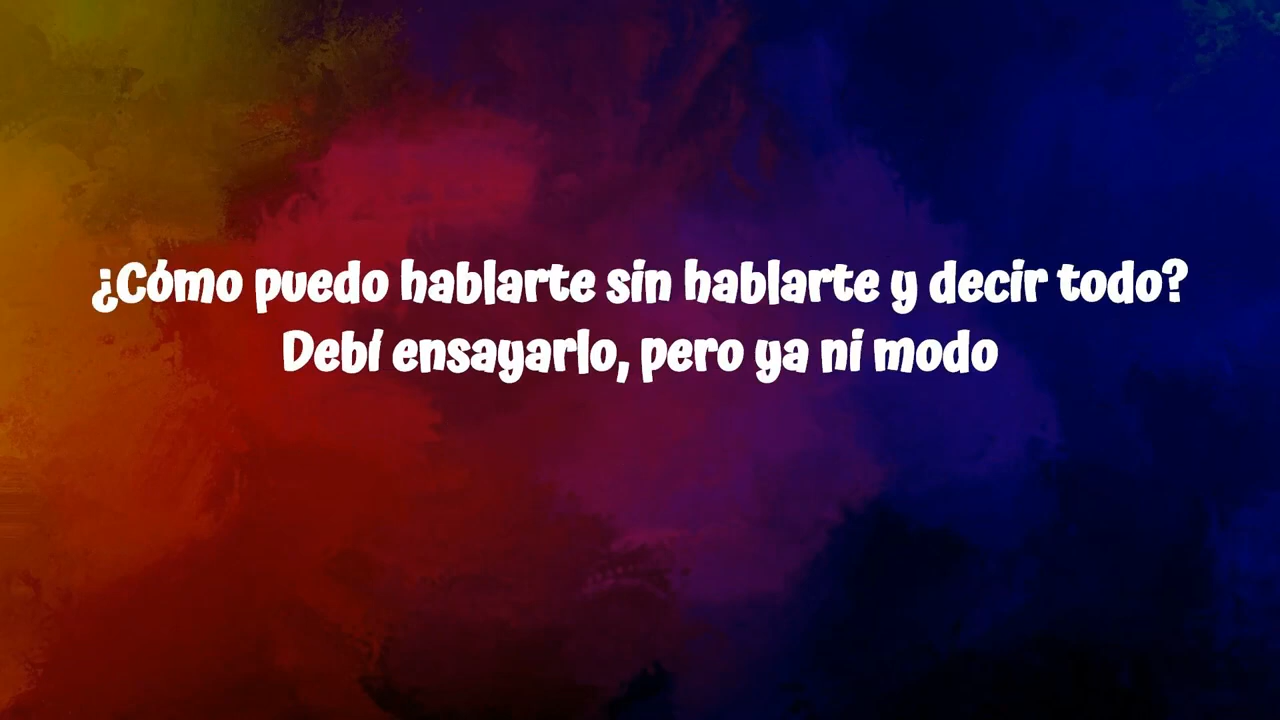 ¿Cómo puedo hablarte sin hablarte y decir todo?
Debí ensayarlo, pero ya ni modo